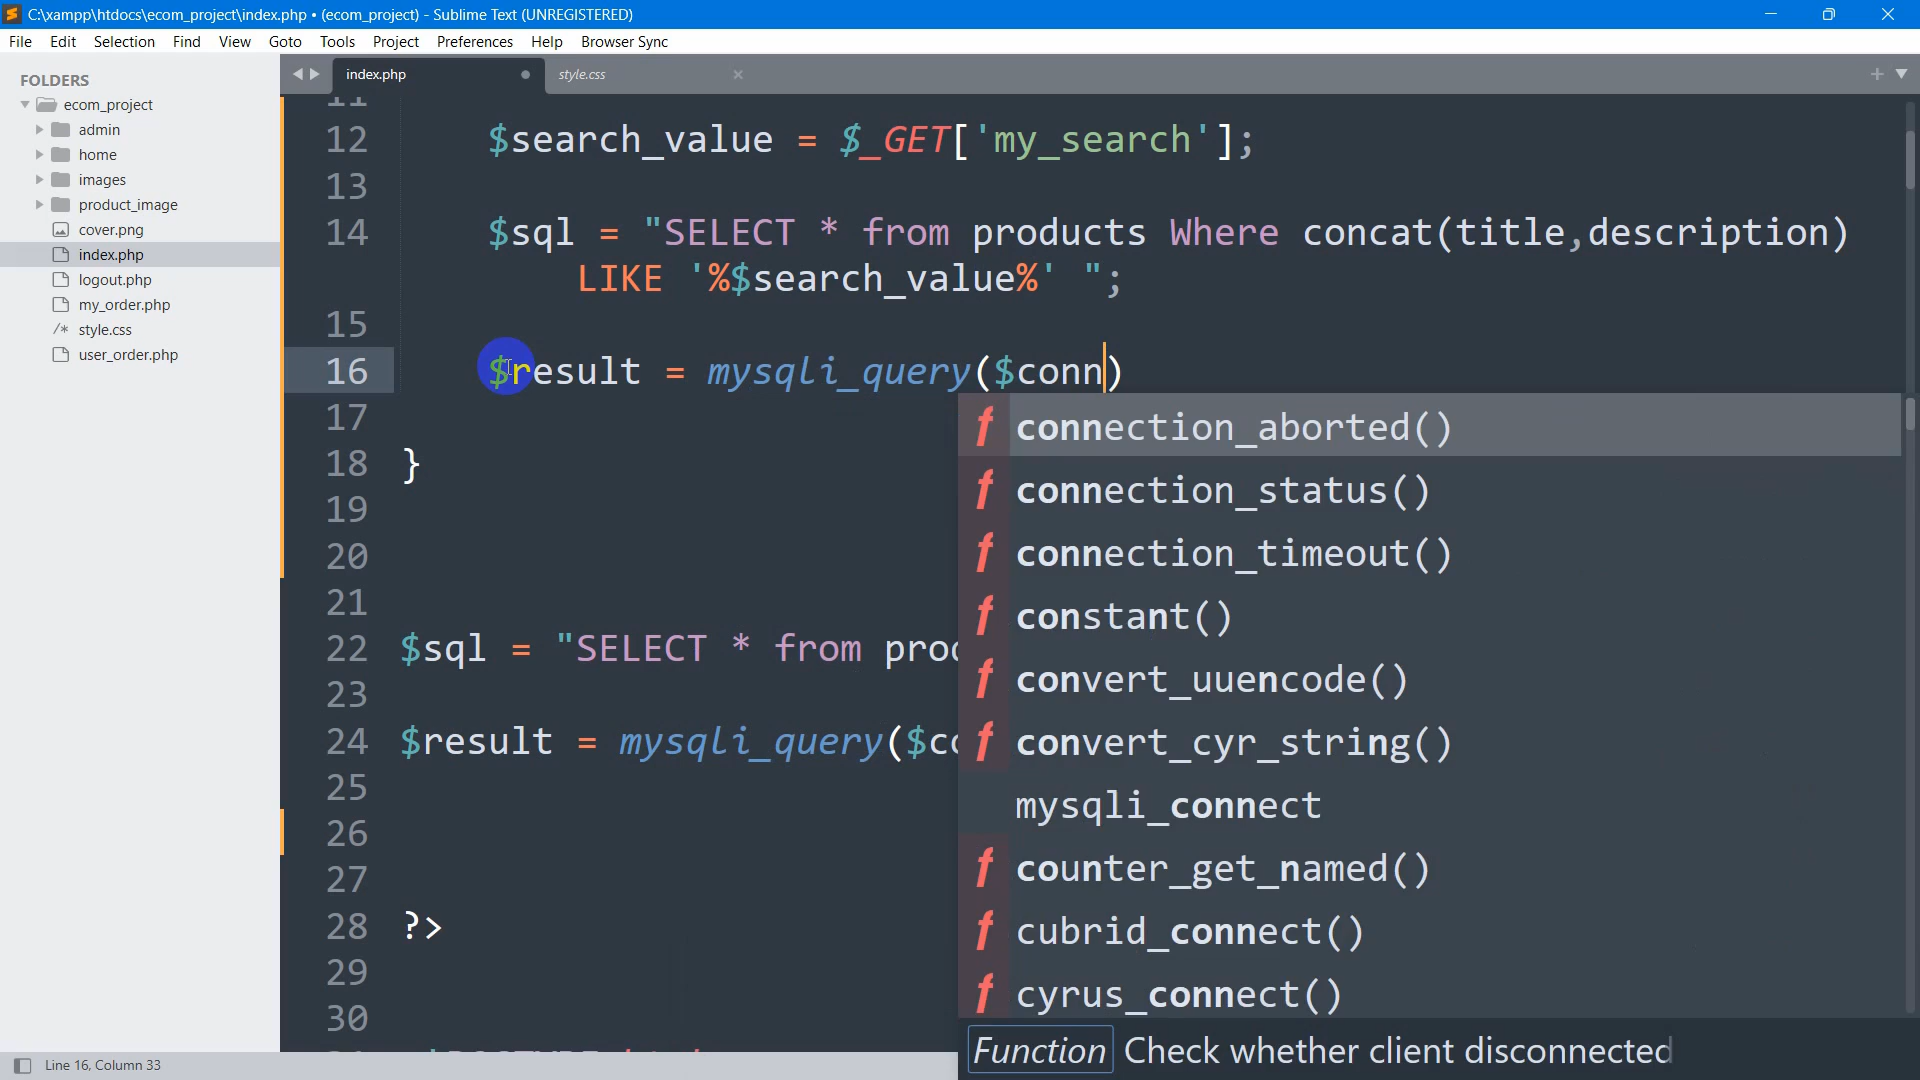 C:\xampp\htdocs\ecom_project\index.php • (ecom_project) - Sublime Text (UNREGISTERED)
File Edit Selection Find View Goto Tools Project Preferences Help Browser Sync
FOLDERS
ecom_project
admin
home
images
product_image
cover.png
index.php
logout.php
my_order.php
/* style.css
user_order.php
index.php
style.css
11
12 $search_value = $_GET['my_search'];
13
14 $sql = "SELECT * from products Where concat(title,description)
LIKE '%$search_value%' ";
15
16 $result = mysqli_query($conn)
17
18 }
19
20
21
22 $sql = "SELECT * from prod
23
24 $result = mysqli_query($co
25
26
27
28 ?>
29
30
f connection_aborted()
f connection_status()
f connection_timeout()
f constant()
f convert_uuencode()
f convert_cyr_string()
mysqli_connect
f counter_get_named()
f cubrid_connect()
f cyrus_connect()
Function Check whether client disconnected
Line 16, Column 33